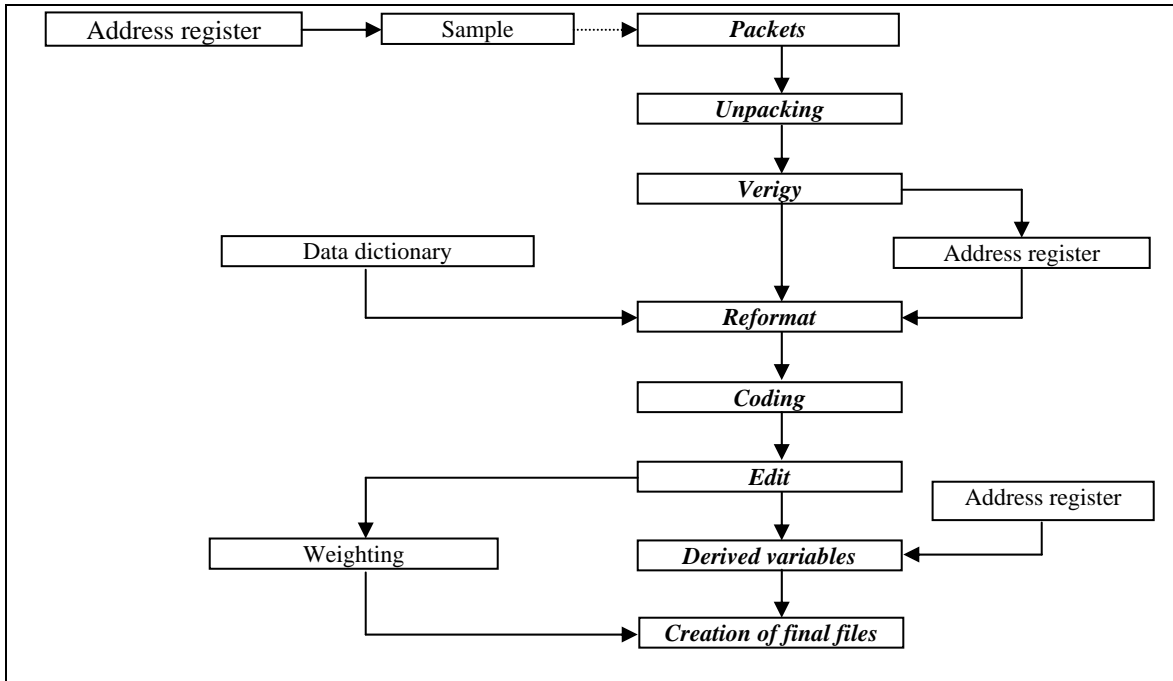 Address register
Sample
Packets
Unpacking
Verigy
Data dictionary
Address register
Reformat
Coding
Edit
Address register
Weighting
Derived variables
Creation of final files